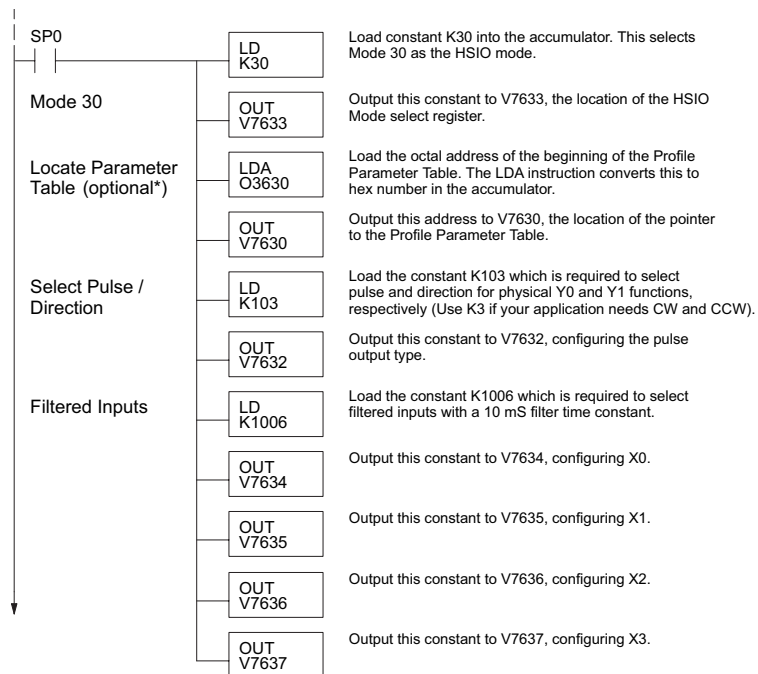 SP0
LD
K30
Load constant K30 into the accumulator. This selects
Mode 30 as the HSIO mode.
Mode 30
OUT
V7633
Output this constant to V7633, the location of the HSIO
Mode select register.
Locate Parameter
Table (optional*)
LDA
O3630
Load the octal address of the beginning of the Profile
Parameter Table. The LDA instruction converts this to
hex number in the accumulator.
OUT
V7630
Output this address to V7630, the location of the pointer
to the Profile Parameter Table.
Select Pulse /
Direction
LD
K103
Load the constant K103 which is required to select
pulse and direction for physical Y0 and Y1 functions,
respectively (Use K3 if your application needs CW and CCW).
OUT
V7632
Output this constant to V7632, configuring the pulse
output type.
Filtered Inputs
LD
K1006
Load the constant K1006 which is required to select
filtered inputs with a 10 mS filter time constant.
OUT
V7634
Output this constant to V7634, configuring X0.
OUT
V7635
Output this constant to V7635, configuring X1.
OUT
V7636
Output this constant to V7636, configuring X2.
OUT
V7637
Output this constant to V7637, configuring X3.